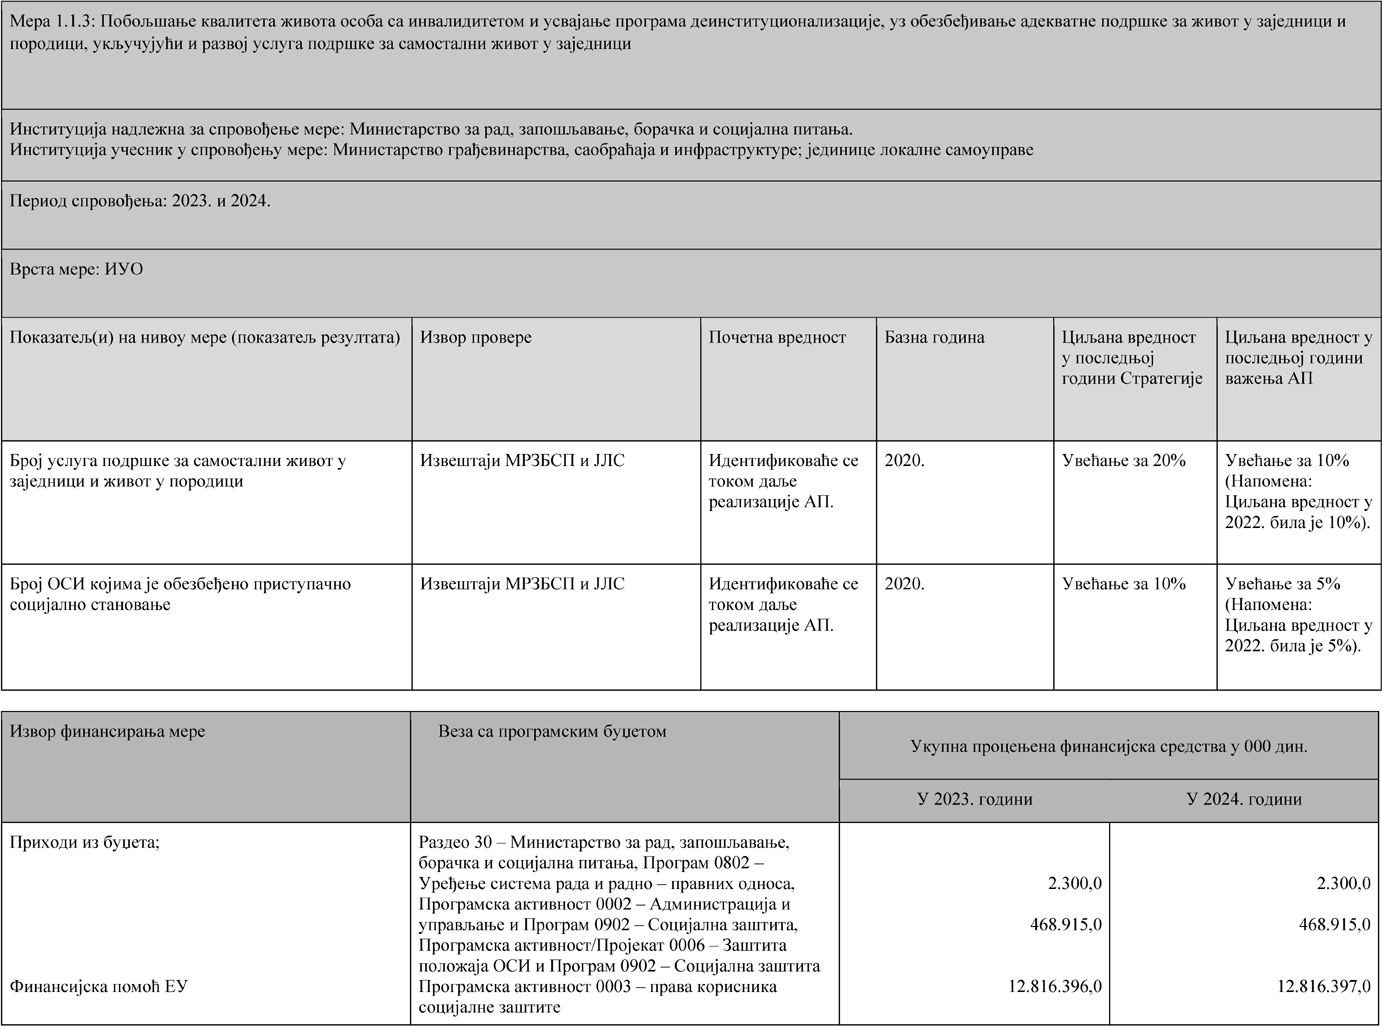 Мера 1.1.3: Побољшање квалитета живота особа са инвалидитетом и усвајање програма деинституционализације, уз обезбеђивање адекватне подршке за живот у заједници и
породици, укључујући и развој услуга подршке за самостални живот у заједници
Институција надлежна за спровођење мере: Министарство за рад, запошљавање, борачка и социјална питања.
Институција учесник у спровођењу мере: Министарство грађевинарства, саобраћаја и инфраструктуре; јединице локалне самоуправе
Период спровођења: 2023. и 2024.
Врста мере: ИУО
Показатељ(и) на нивоу мере (показатељ резултата)
Извор провере
Почетна вредност
Базна година
Циљана вредност
у последњој
години Стратегије
Циљана вредност у
последњој години
важења АП
Број услуга подршке за самостални живот у
заједници и живот у породици
Извештаји МРЗБСП и ЈЛС
Идентификоваће се
током даље
реализације АП.
2020.
Увећање за 20%
Увећање за 10%
(Напомена:
Циљана вредност у
2022. била је 10%).
Број ОСИ којима је обезбеђено приступачно
социјално становање
Извештаји МРЗБСП и ЈЛС
Идентификоваће се
током даље
реализације АП.
2020.
Увећање за 10%
Увећање за 5%
(Напомена:
Циљана вредност у
2022. била је 5%).
Извор финансирања мере
Веза са програмским буџетом
Укупна процењена финансијска средства у 000 дин.
У 2023. години
У 2024. години
Приходи из буџета;
Финансијска помоћ ЕУ
Раздео 30 – Министарство за рад, запошљавање,
борачка и социјална питања, Програм 0802 –
Уређење система рада и радно – правних односа,
Програмска активност 0002 – Администрација и
управљање и Програм 0902 – Социјална заштита,
Програмска активност/Пројекат 0006 – Заштита
положаја ОСИ и Програм 0902 – Социјална заштита
Програмска активност 0003 – права корисника
социјалне заштите
2.300,0
468.915,0
12.816.396,0
2.300,0
468.915,0
12.816.397,0